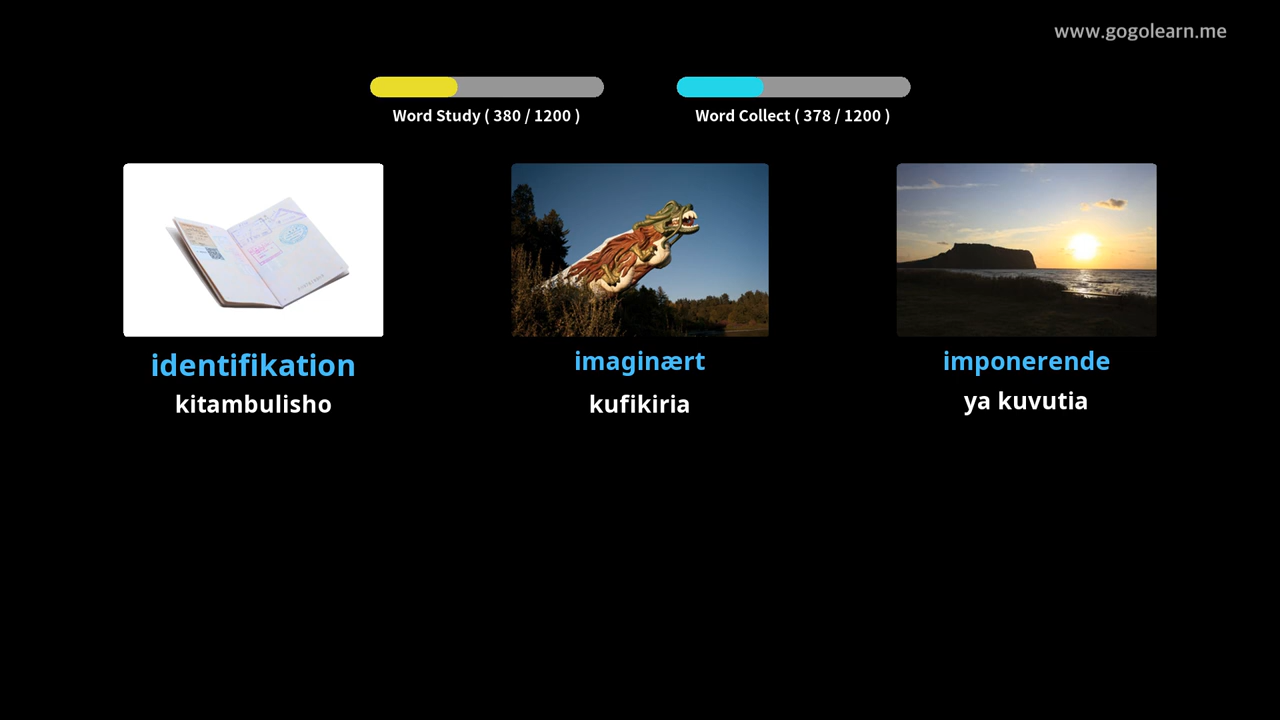 www.gogolearn.me
Word Study ( 380 / 1200 )
Word Collect ( 378 / 1200 )
identifikation
imaginært
imponerende
kitambulisho
kufikiria
ya kuvutia